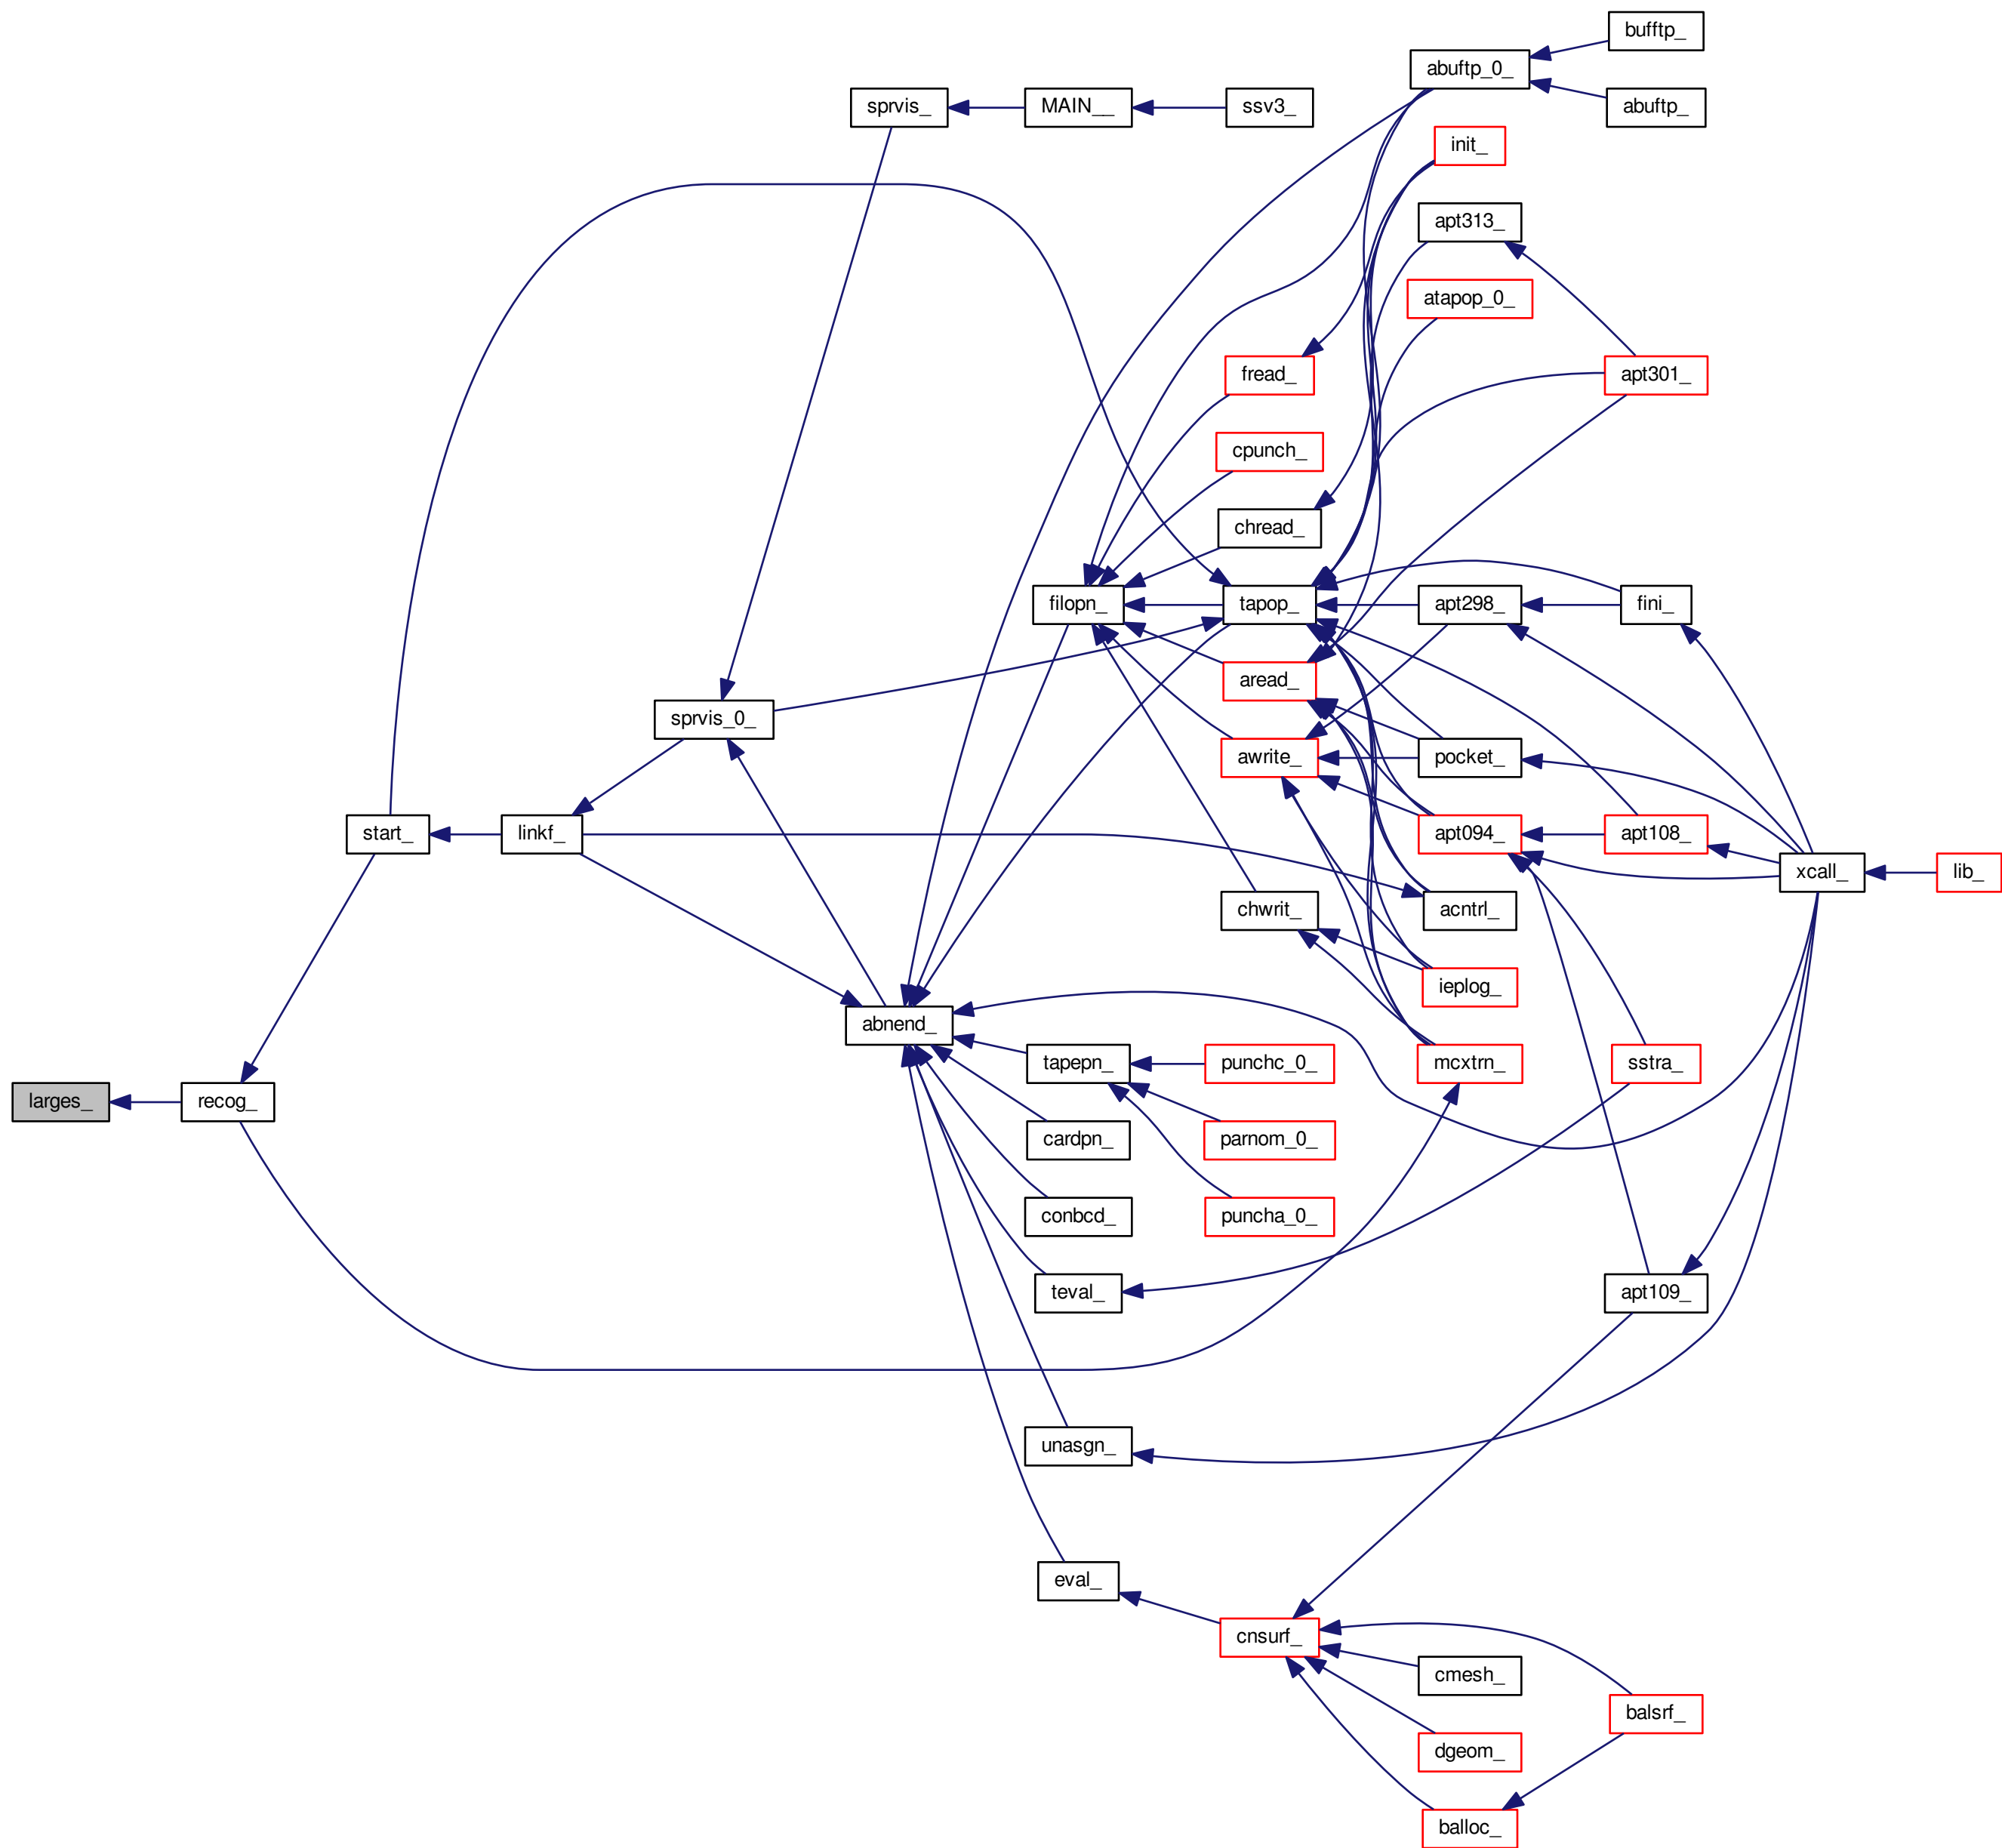 bufftp_
abuftp_0_
abuftp_
sprvis_
MAIN__
ssv3_
init_
apt313_
atapop_0_
fread_
apt301_
cpunch_
chread_
filopn_
tapop_
apt298_
fini_
aread_
sprvis_0_
awrite_
pocket_
start_
linkf_
apt094_
apt108_
xcall_
lib_
chwrit_
acntrl_
ieplog_
abnend_
tapepn_
punchc_0_
mcxtrn_
sstra_
larges_
recog_
cardpn_
parnom_0_
conbcd_
puncha_0_
teval_
apt109_
unasgn_
eval_
cnsurf_
cmesh_
balsrf_
dgeom_
balloc_